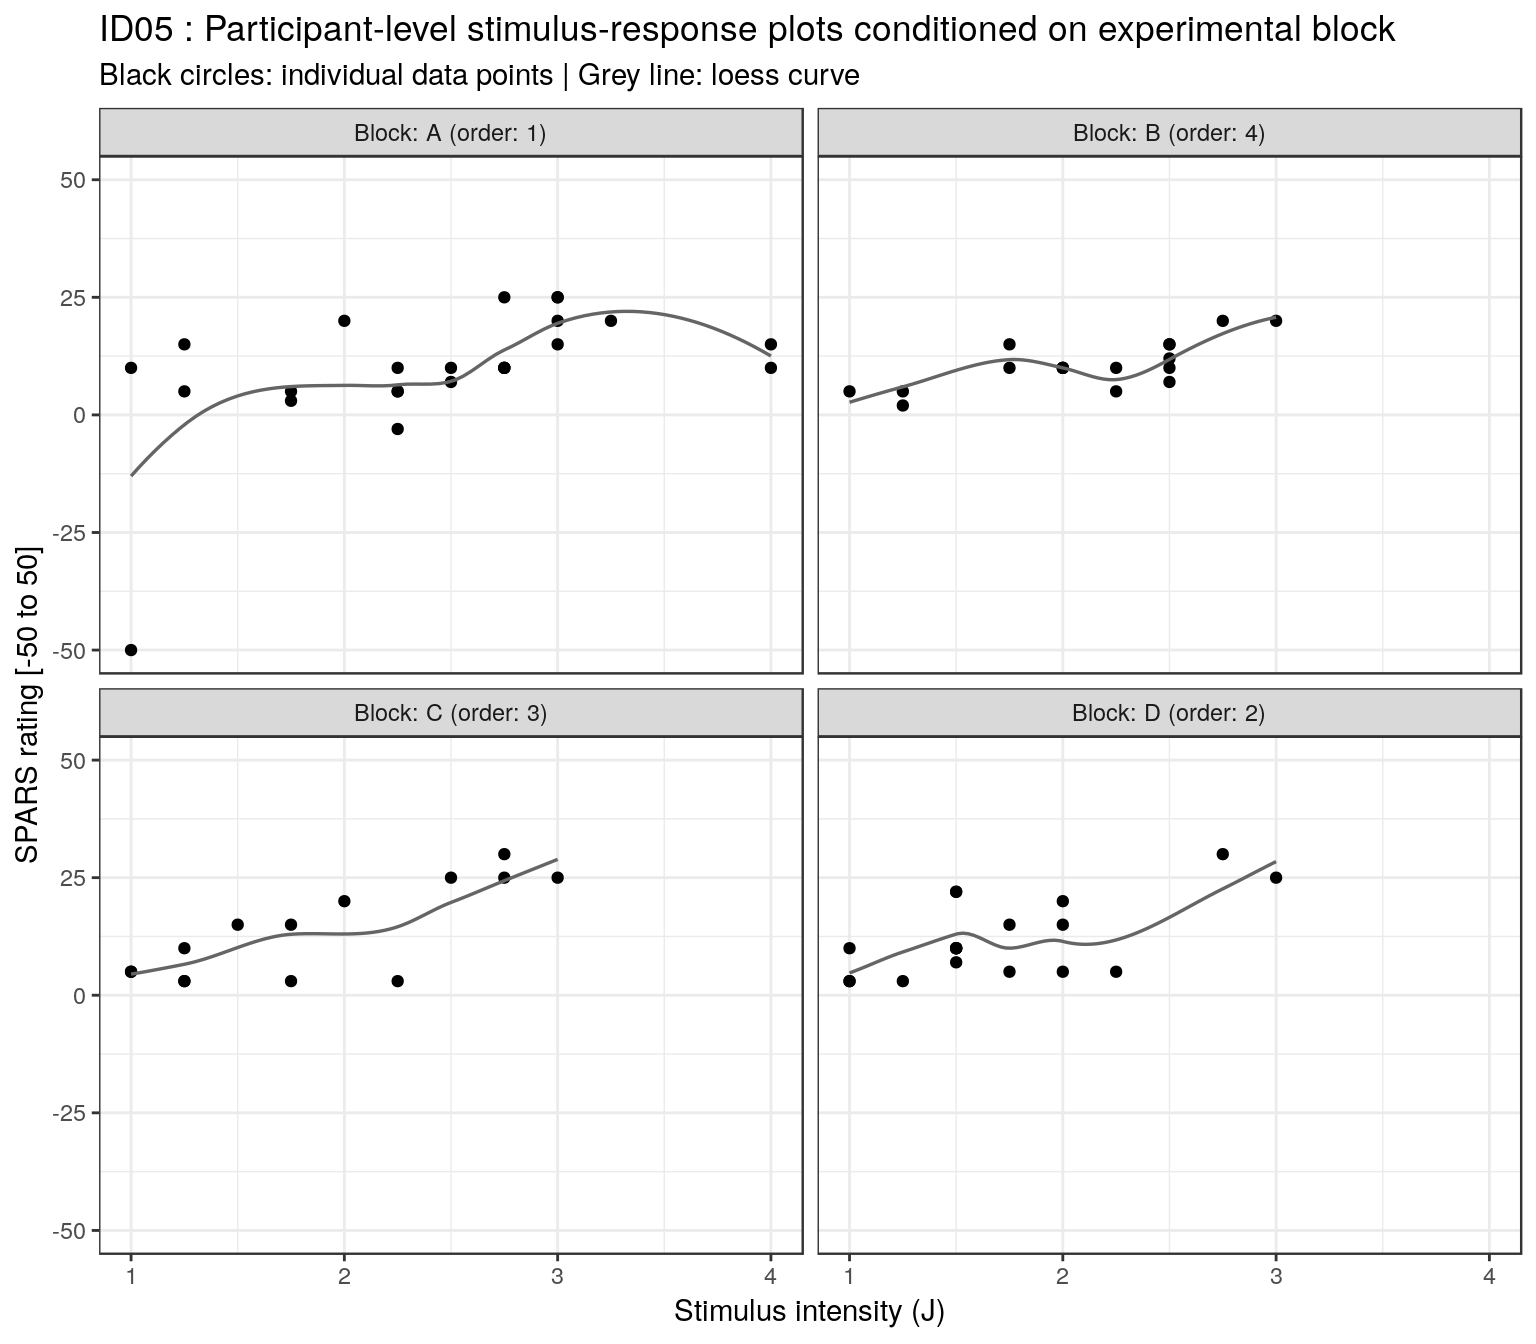 ID05 : Participant-level stimulus-response plots conditioned on experimental block
Black circles: individual data points | Grey line: loess curve
Block: A (order: 1)
Block: B (order: 4)
50
25
0
-25
-50
Block: C (order: 3)
Block: D (order: 2)
50
25
0
-25
-50
SPARS rating [-50 to 50]
1 2 3 4
1 2 3 4
Stimulus intensity (J)